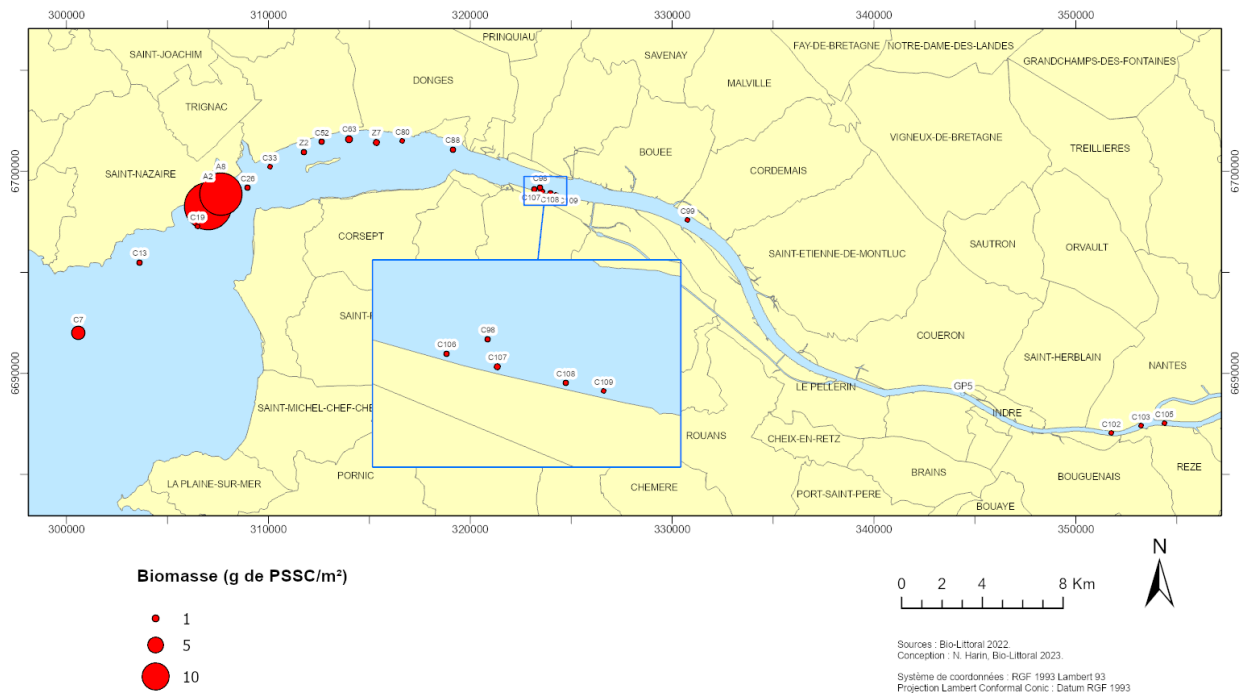 300000 310000 320000 330000 340000 350000
PRINQUIAU
SAINT-JOACHIM
SAVENAY
FAY-DE-BRETAGNE
NOTRE-DAME-DES-LANDES
GRANDCHAMPS-DES-FONTAINES
DONGES
MALVILLE
TRIGNAC
C52
C63
Z7
C80
C88
Z2
VIGNEUX-DE-BRETAGNE
TREILLIERES
BOUEE
C33
6700000
6700000
A8
SAINT-NAZAIRE
A2
C26
C98
CORDEMAIS
C107
C108
C109
C19
C99
CORSEPT
SAUTRON
ORVAULT
C13
SAINT-ETIENNE-DE-MONTLUC
C7
SAINT-P
C98
C106
COUERON
C107
SAINT-HERBLAIN
NANTES
C108
6690000
6690000
C109
LE PELLERIN
GP5
SAINT-MICHEL-CHEF-CHE
INDRE
C102
C103
C105
ROUANS
CHEIX-EN-RETZ
BRAINS
BOUGUENAIS
REZE
PORNIC
LA PLAINE-SUR-MER
CHEMERE
PORT-SAINT-PERE
BOUAYE
300000 310000 320000 330000 340000 350000
Biomasse (g de PSSC/m²)
1
5
10
N
0 2 4 8 Km
Sources : Bio-Littoral 2022.
Conception : N. Harin, Bio-Littoral 2023.
Système de coordonnées : RGF 1993 Lambert 93
Projection Lambert Conformal Conic : Datum RGF 1993